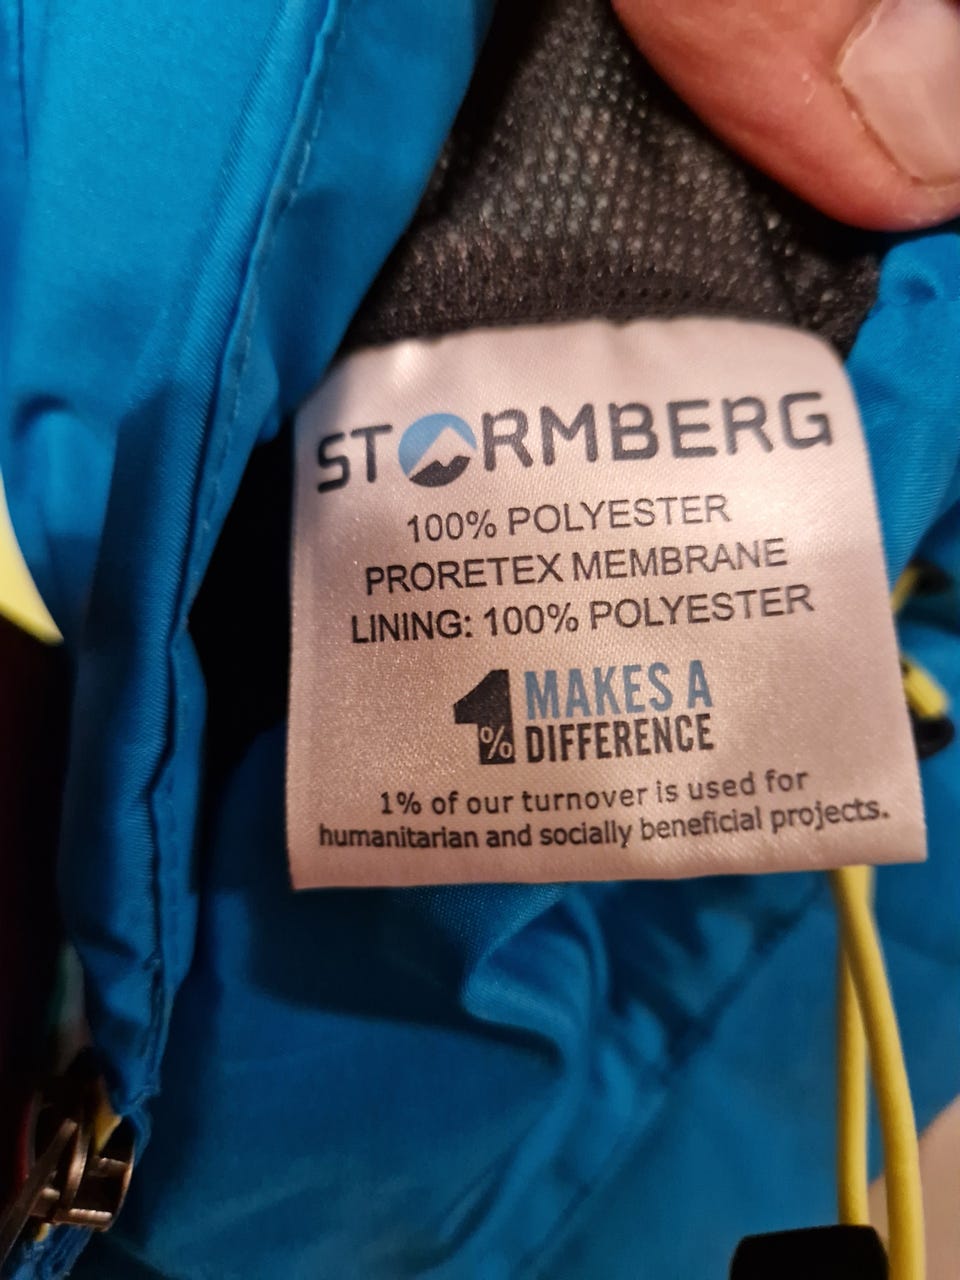 STORMBERG
100% POLYESTER
PRORETEX MEMBRANE
LINING: 100% POLYESTER
1% MAKES A
DIFFERENCE
1% of our turnover is used for
humanitarian and socially beneficial projects.